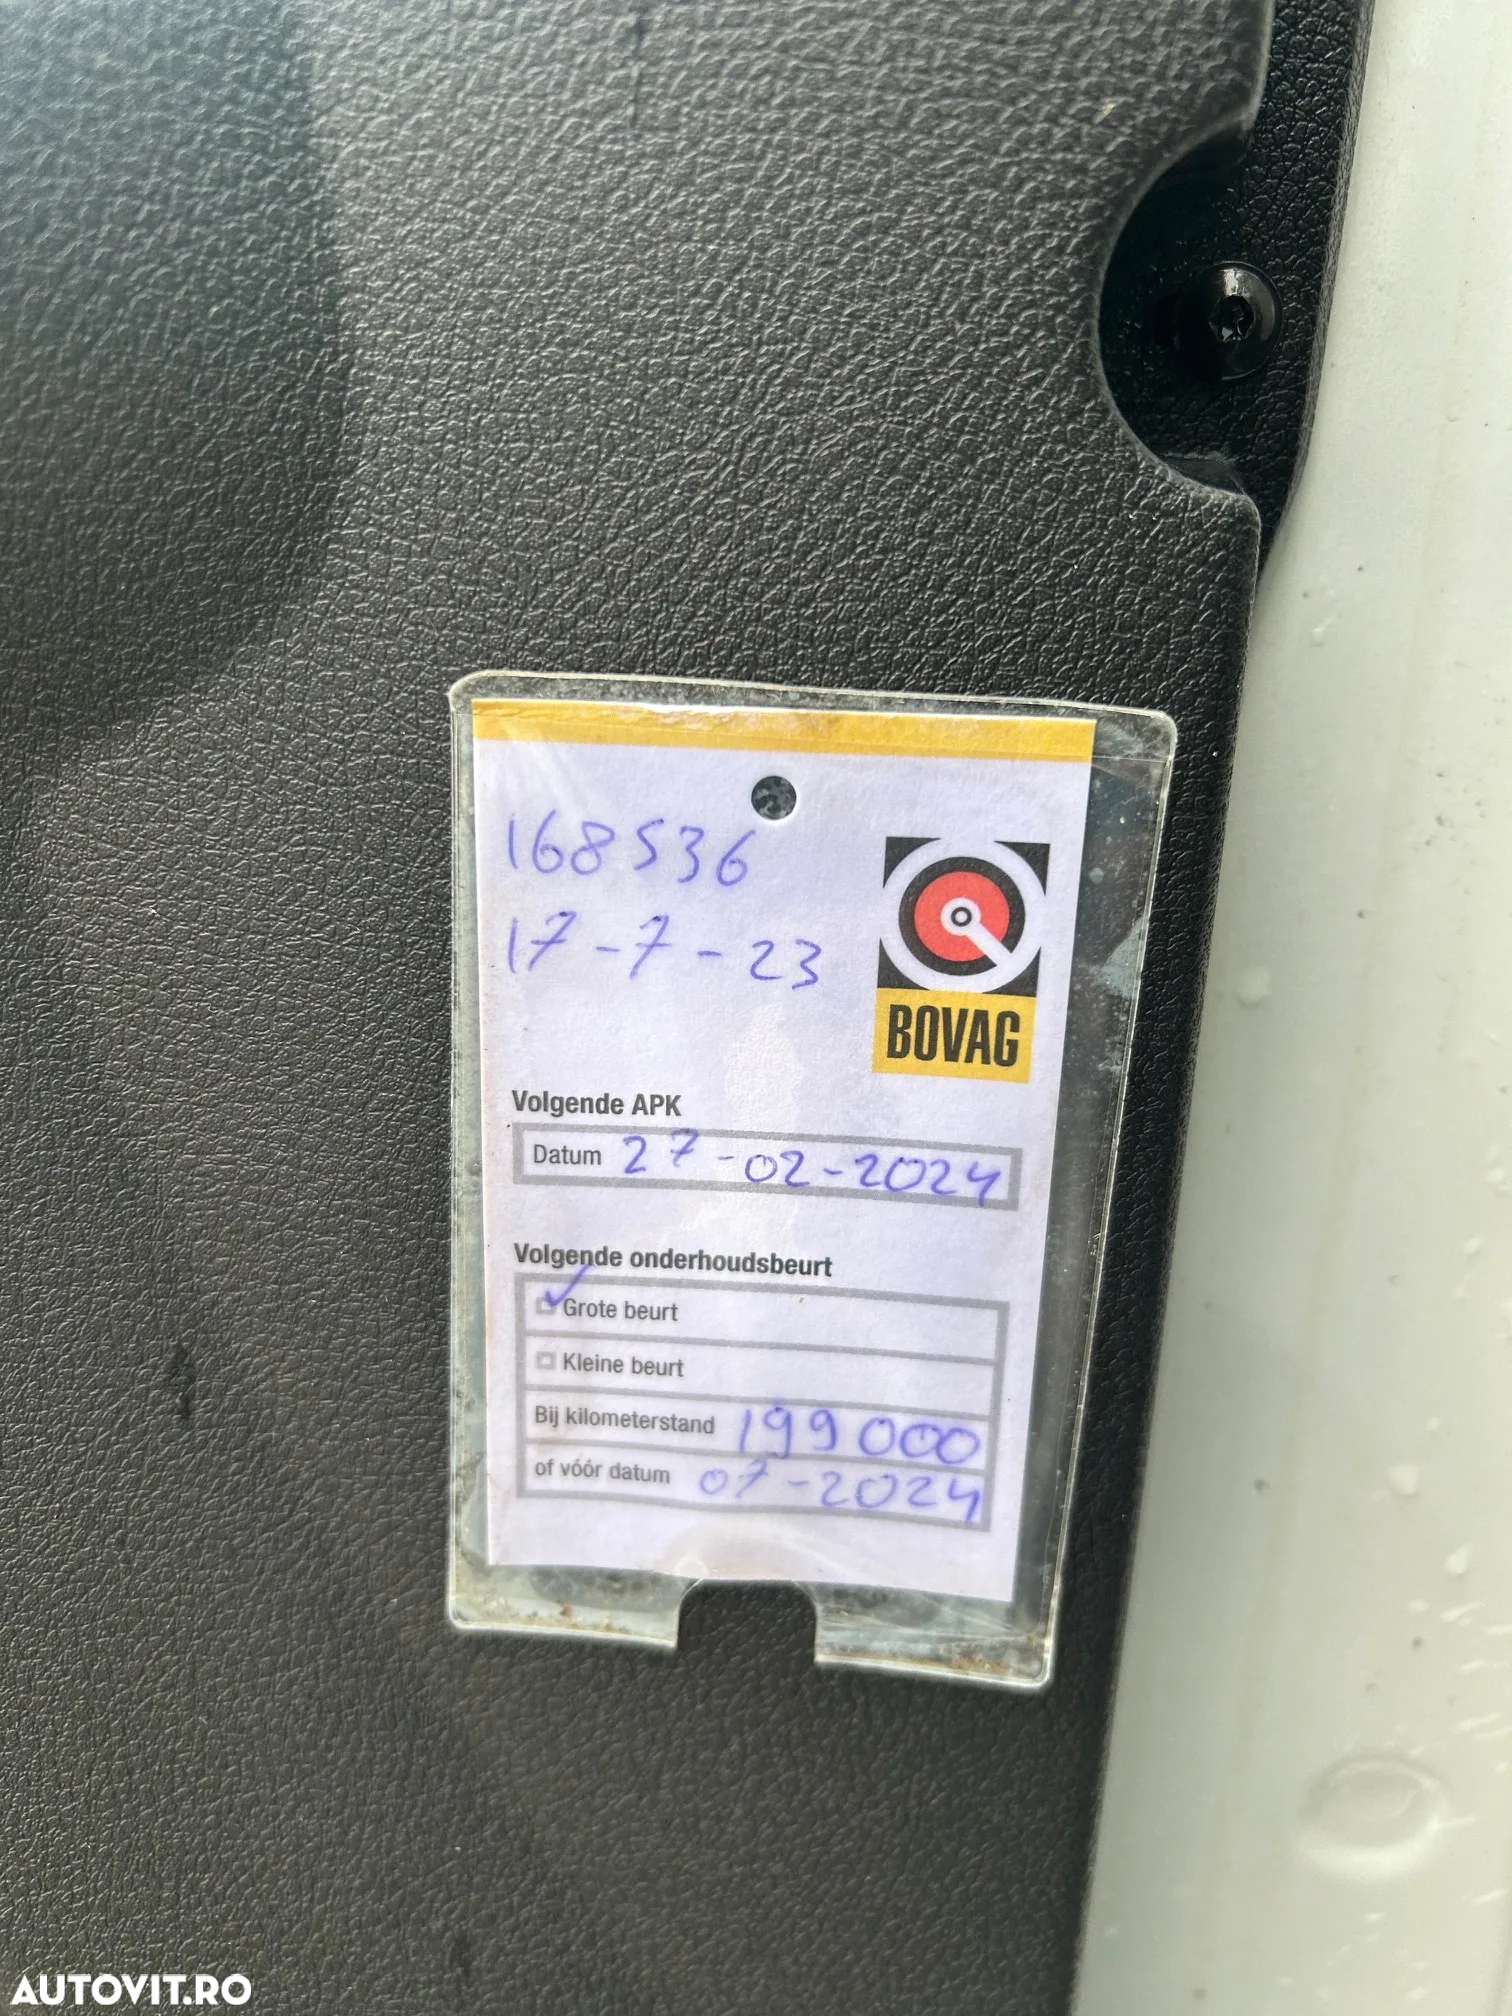 168536
17-7-23
BOVAG
Volgende APK
Datum 27-02-2024
Volgende onderhoudsbeurt
Grote beurt
Kleine beurt
Bij kilometerstand 199000
of vóór datum 07-2024
AUTOVIT.RO